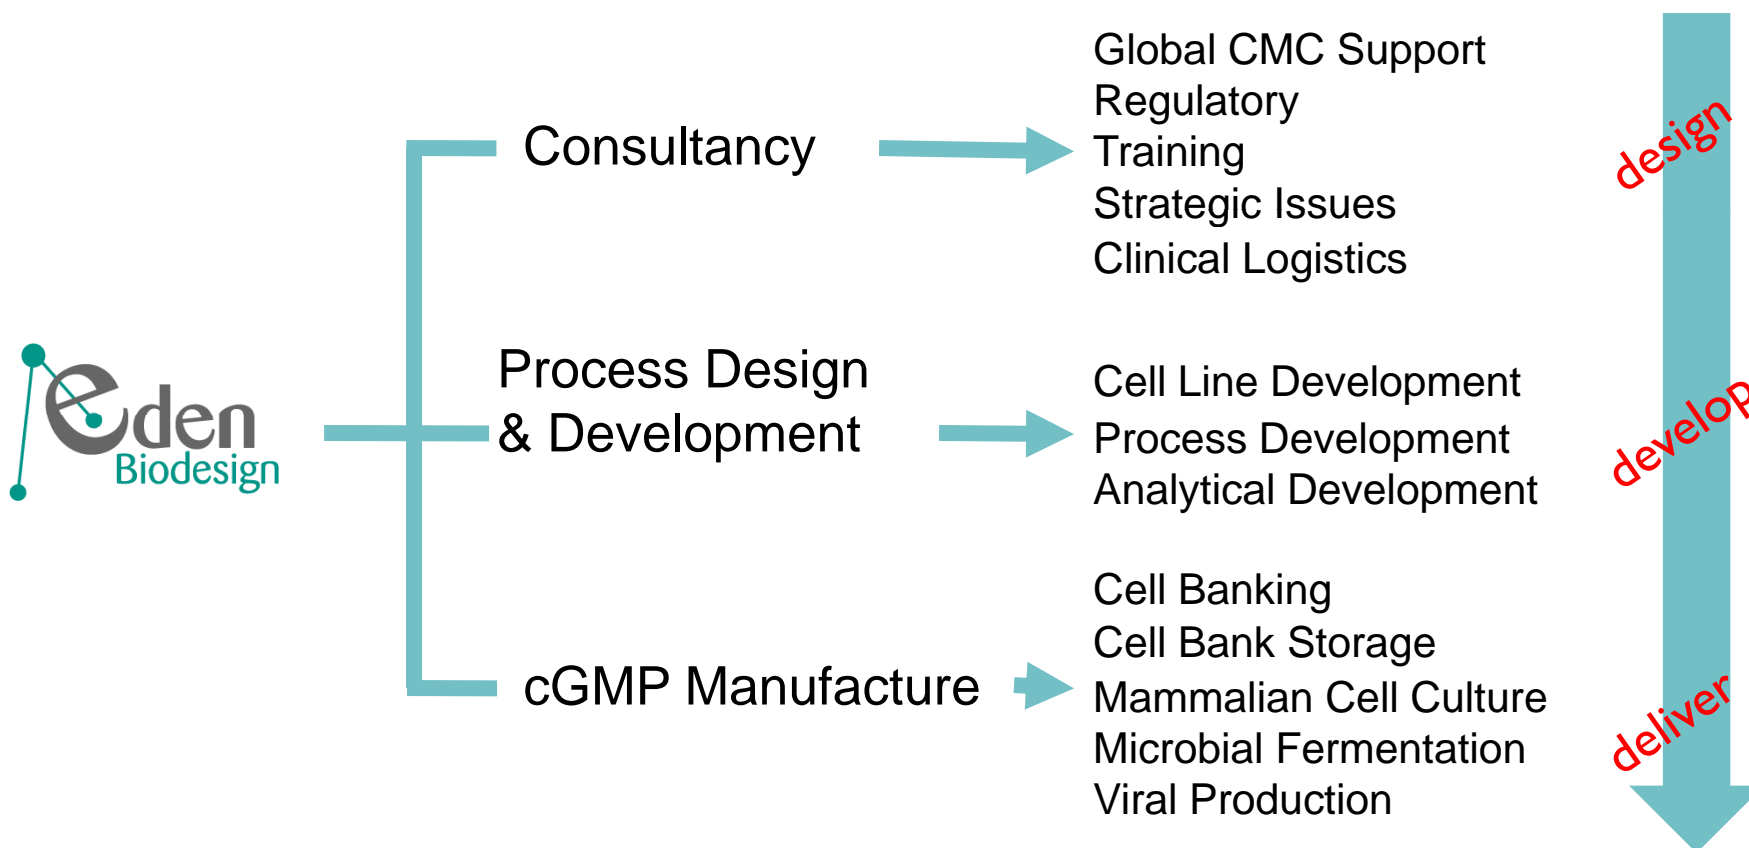 eden
Biodesign
Consultancy
Global CMC Support
Regulatory
Training
Strategic Issues
Clinical Logistics
design
Process Design
& Development
Cell Line Development
Process Development
Analytical Development
develop
cGMP Manufacture
Cell Banking
Cell Bank Storage
Mammalian Cell Culture
Microbial Fermentation
Viral Production
deliver